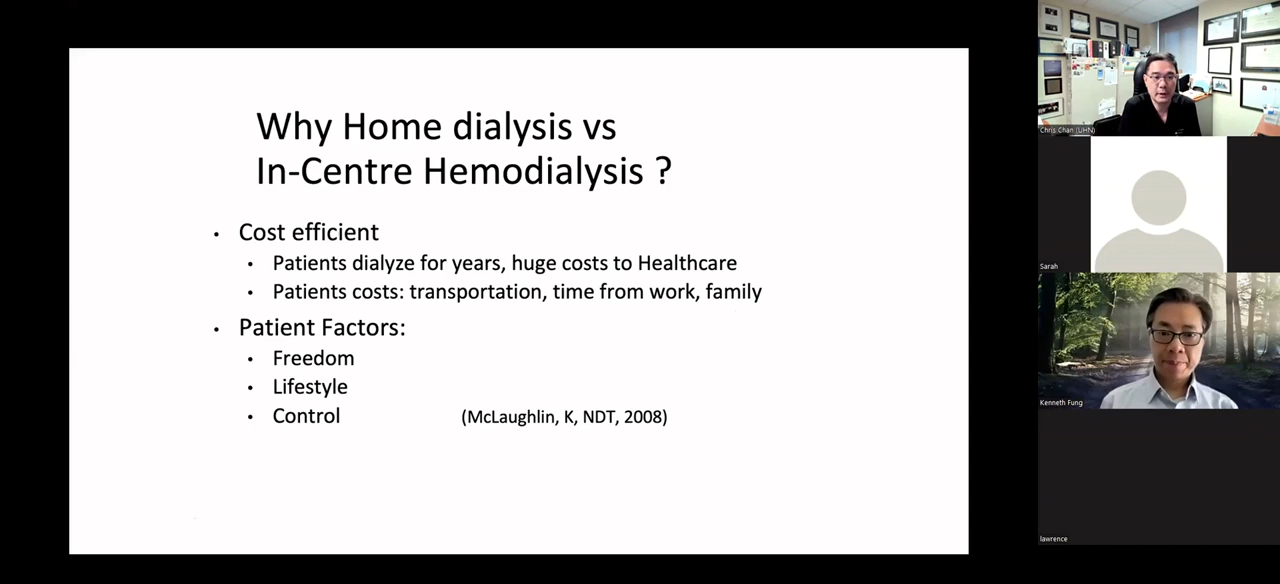 Why Home dialysis vs
In-Centre Hemodialysis ?
• Cost efficient
• Patients dialyze for years, huge costs to Healthcare
• Patients costs: transportation, time from work, family
• Patient Factors:
• Freedom
• Lifestyle
• Control (McLaughlin, K, NDT, 2008)
Chris Chan (UHN)
Sarah
Kenneth Fung
lawrence